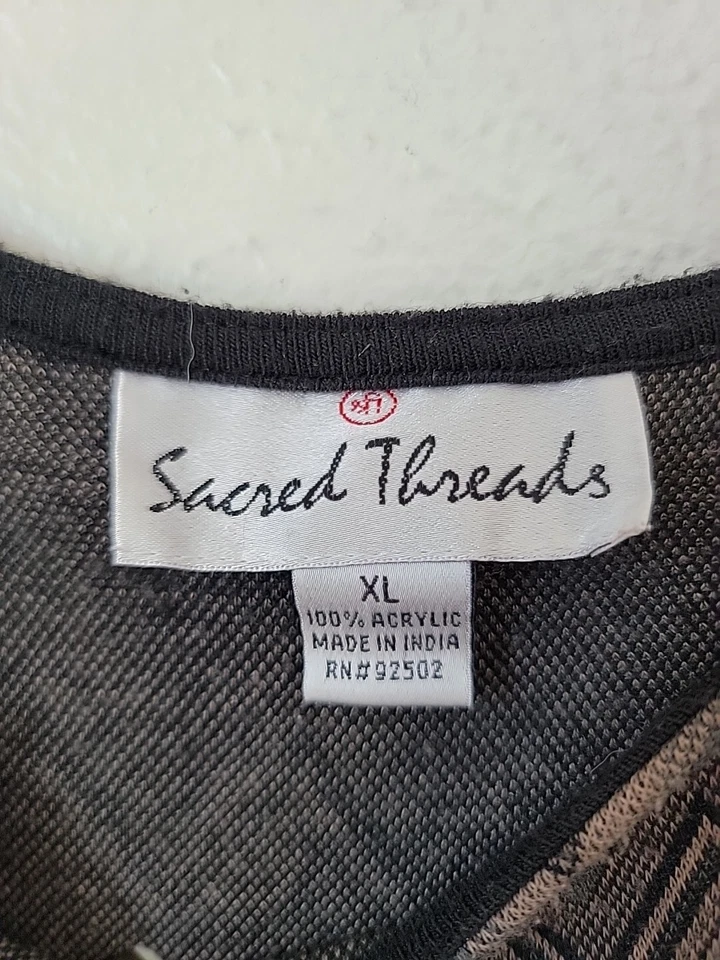 Sacred Threads
XL
100% ACRYLIC
MADE IN INDIA
RN#92502